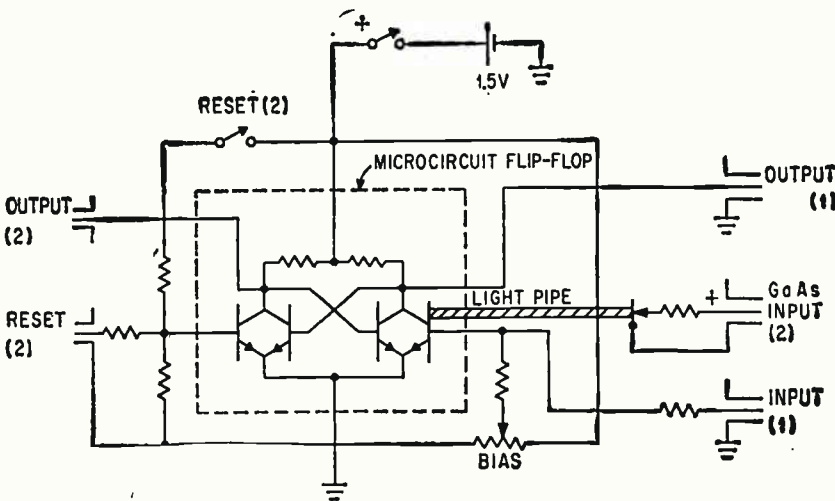 +
1.5V
RESET (2)
MICROCIRCUIT FLIP-FLOP
OUTPUT
(2)
OUTPUT
(1)
LIGHT PIPE
+
GaAs
INPUT
(2)
RESET
(2)
INPUT
(1)
BIAS